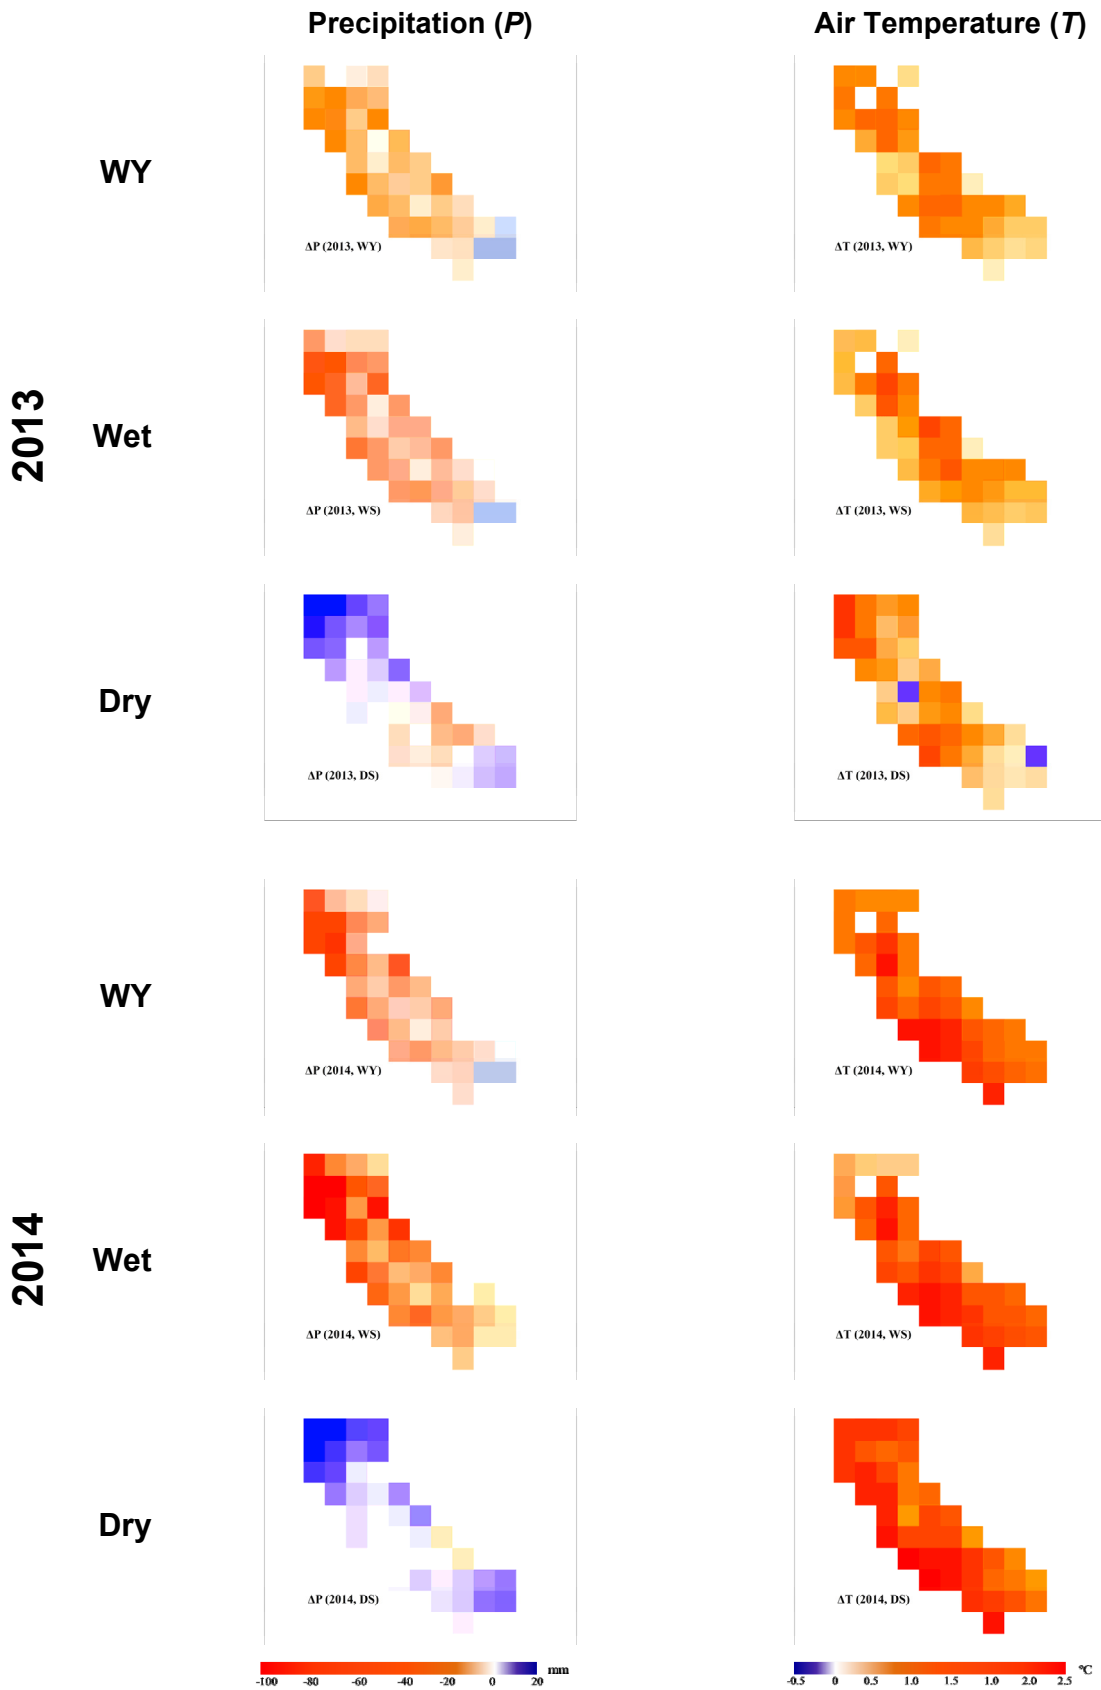 Precipitation (P) Air Temperature (T)
2013
WY
ΔP (2013, WY) ΔT (2013, WY)
Wet
ΔP (2013, WS) ΔT (2013, WS)
Dry
ΔP (2013, DS) ΔT (2013, DS)
2014
WY
ΔP (2014, WY) ΔT (2014, WY)
Wet
ΔP (2014, WS) ΔT (2014, WS)
Dry
ΔP (2014, DS) ΔT (2014, DS)
mm ℃
-100 -80 -60 -40 -20 0 20 -0.5 0 0.5 1.0 1.0 2.0 2.5